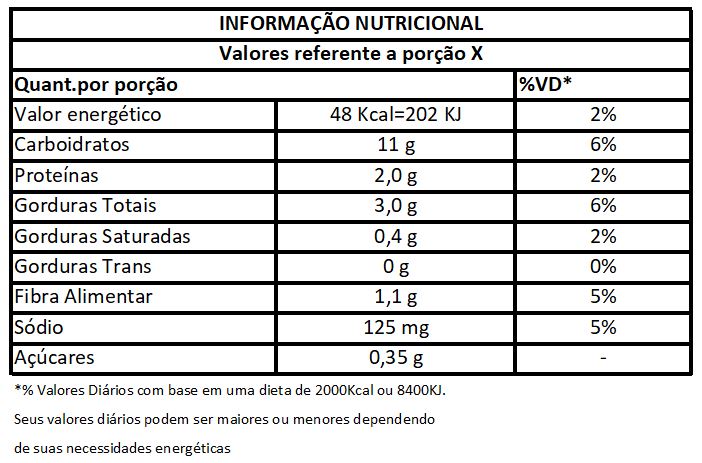 INFORMAÇÃO NUTRICIONAL
Valores referente a porção X
Quant.por porção %VD*
Valor energético 48 Kcal=202 KJ 2%
Carboidratos 11 g 6%
Proteínas 2,0 g 2%
Gorduras Totais 3,0 g 6%
Gorduras Saturadas 0,4 g 2%
Gorduras Trans 0 g 0%
Fibra Alimentar 1,1 g 5%
Sódio 125 mg 5%
Açúcares 0,35 g -
*% Valores Diários com base em uma dieta de 2000Kcal ou 8400KJ.
Seus valores diários podem ser maiores ou menores dependendo
de suas necessidades energéticas